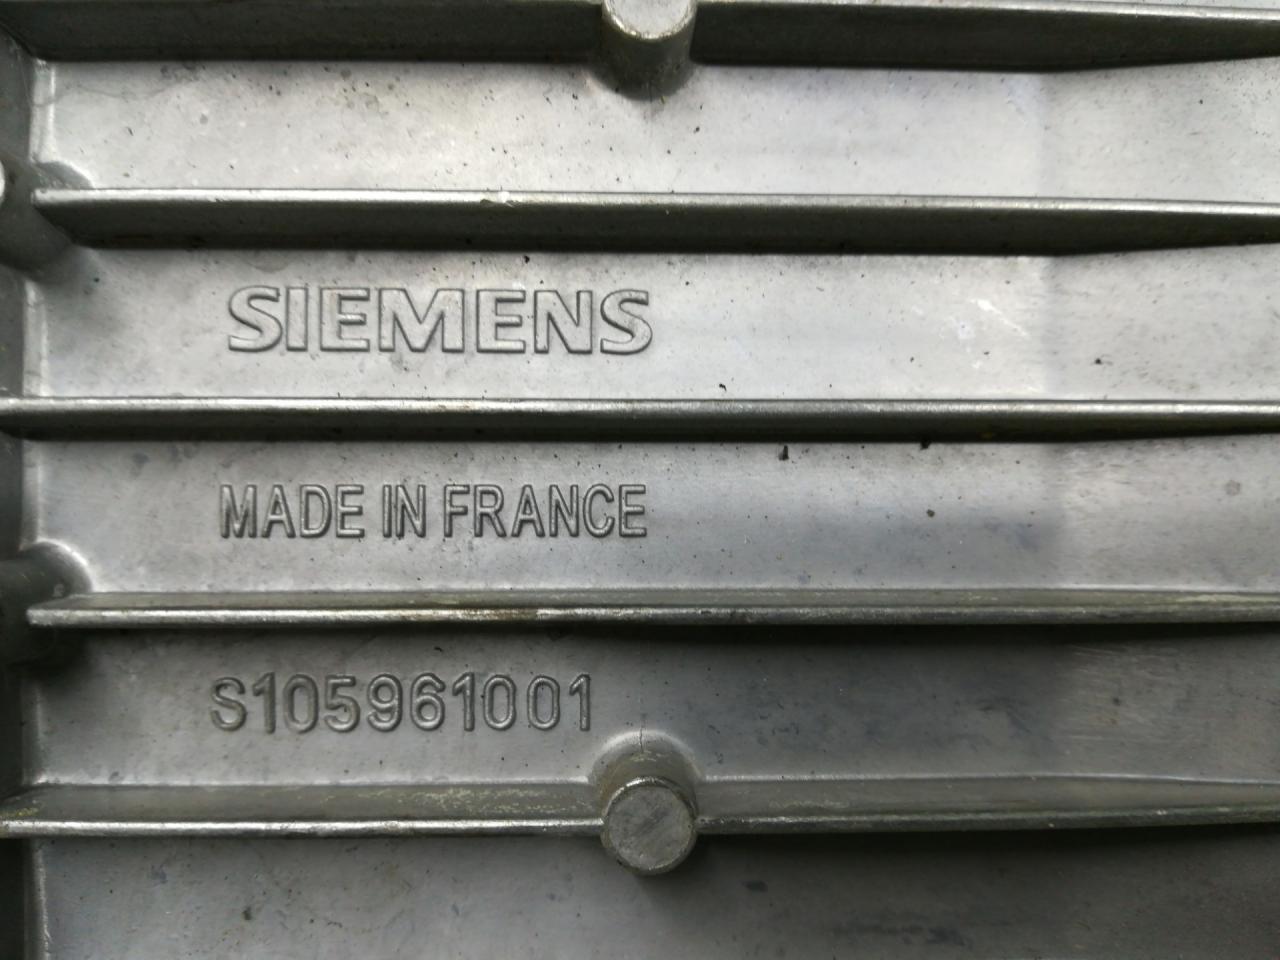 SIEMENS
MADE IN FRANCE
S105961001